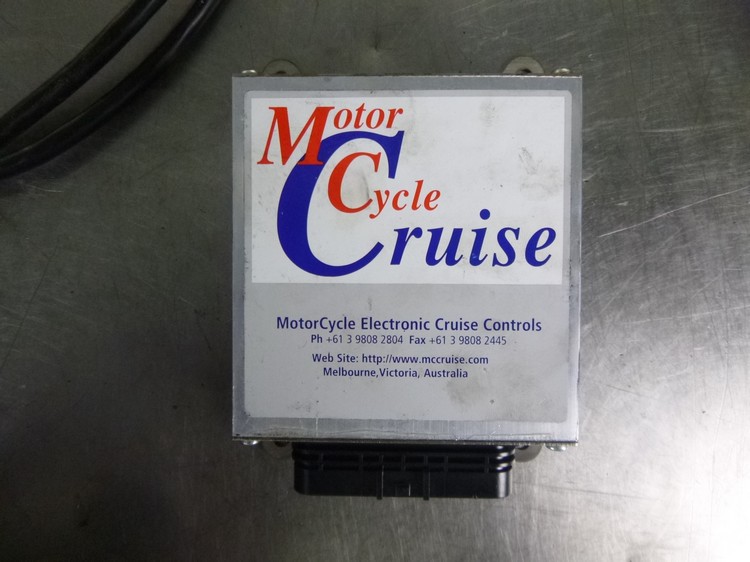 Motor
Cycle
Cruise
MotorCycle Electronic Cruise Controls
Ph +61 3 9808 2804 Fax +61 3 9808 2445
Web Site: http://www.mccruise.com
Melbourne,Victoria, Australia